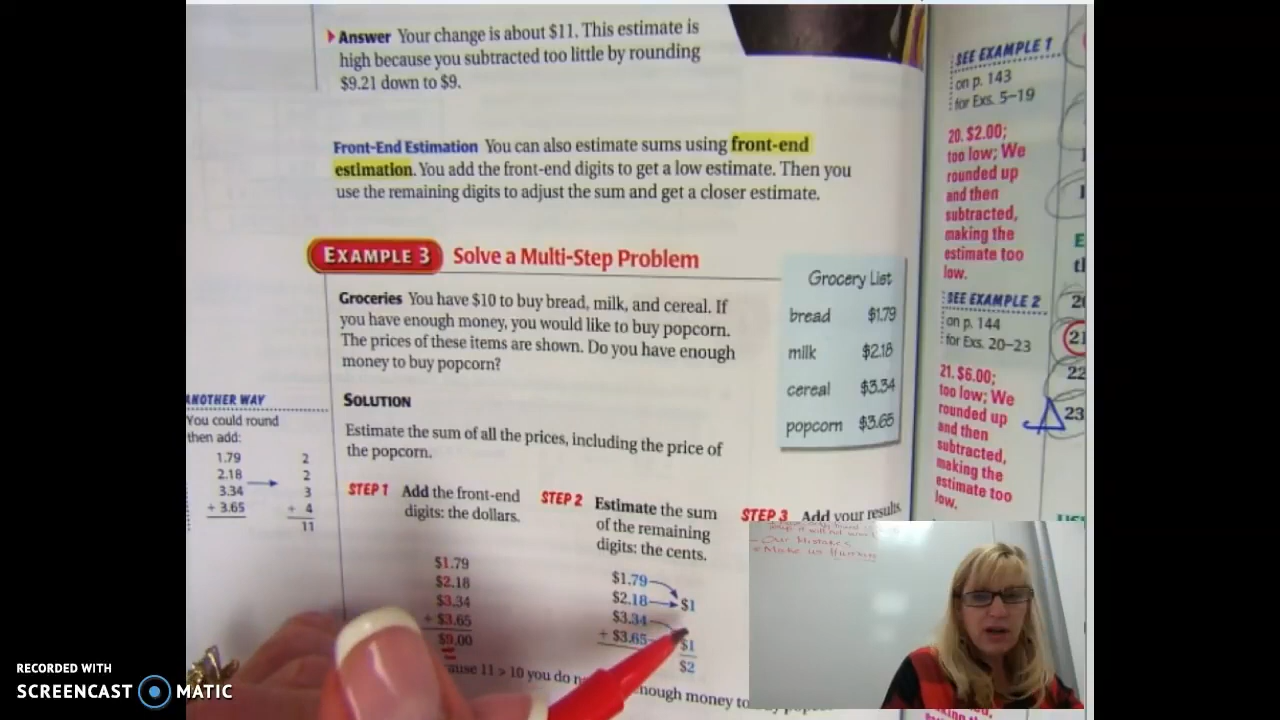 Answer Your change is about $11. This estimate is
high because you subtracted too little by rounding
$9.21 down to $9.
Front-End Estimation You can also estimate sums using front-end
estimation. You add the front-end digits to get a low estimate. Then you
use the remaining digits to adjust the sum and get a closer estimate.
EXAMPLE 3 Solve a Multi-Step Problem
Groceries You have $10 to buy bread, milk, and cereal. If
you have enough money, you would like to buy popcorn.
The prices of these items are shown. Do you have enough
money to buy popcorn?
Grocery List
bread $1.79
milk $2.18
cereal $3.34
popcorn $3.65
SOLUTION
Estimate the sum of all the prices, including the price of
the popcorn.
ANOTHER WAY
You could round
then add:
1.79 2
2.18 2
3.34 3
+ 3.65 + 4
11
STEP 1 Add the front-end
digits: the dollars.
$1.79
$2.18
$3.34
+ $3.65
$9.00
STEP 2 Estimate the sum
of the remaining
digits: the cents.
$1.79
$2.18 $1
$3.34
+ $3.65 $1
$2
STEP 3 Add your results
11 > 10 you do
enough money to
SEE EXAMPLE 1
on p. 143
for Exs. 5–19
20. $2.00;
too low; We
rounded up
and then
subtracted,
making the
estimate too
low.
SEE EXAMPLE 2
on p. 144
for Exs. 20–23
21. $6.00;
too low; We
rounded up
and then
subtracted,
making the
estimate too
low.
21
22
23
- Our Mistakes
Make us Human
RECORDED WITH
SCREENCAST MATIC